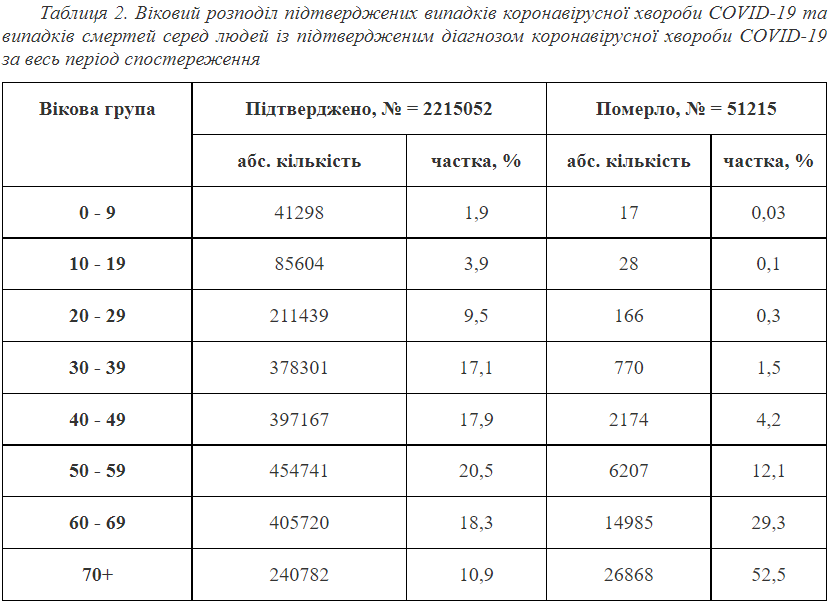 Таблиця 2. Віковий розподіл підтверджених випадків коронавірусної хвороби COVID-19 та
випадків смертей серед людей із підтвердженим діагнозом коронавірусної хвороби COVID-19
за весь період спостереження
Вікова група Підтверджено, № = 2215052 Померло, № = 51215
абс. кількість частка, % абс. кількість частка, %
0 - 9 41298 1,9 17 0,03
10 - 19 85604 3,9 28 0,1
20 - 29 211439 9,5 166 0,3
30 - 39 378301 17,1 770 1,5
40 - 49 397167 17,9 2174 4,2
50 - 59 454741 20,5 6207 12,1
60 - 69 405720 18,3 14985 29,3
70+ 240782 10,9 26868 52,5